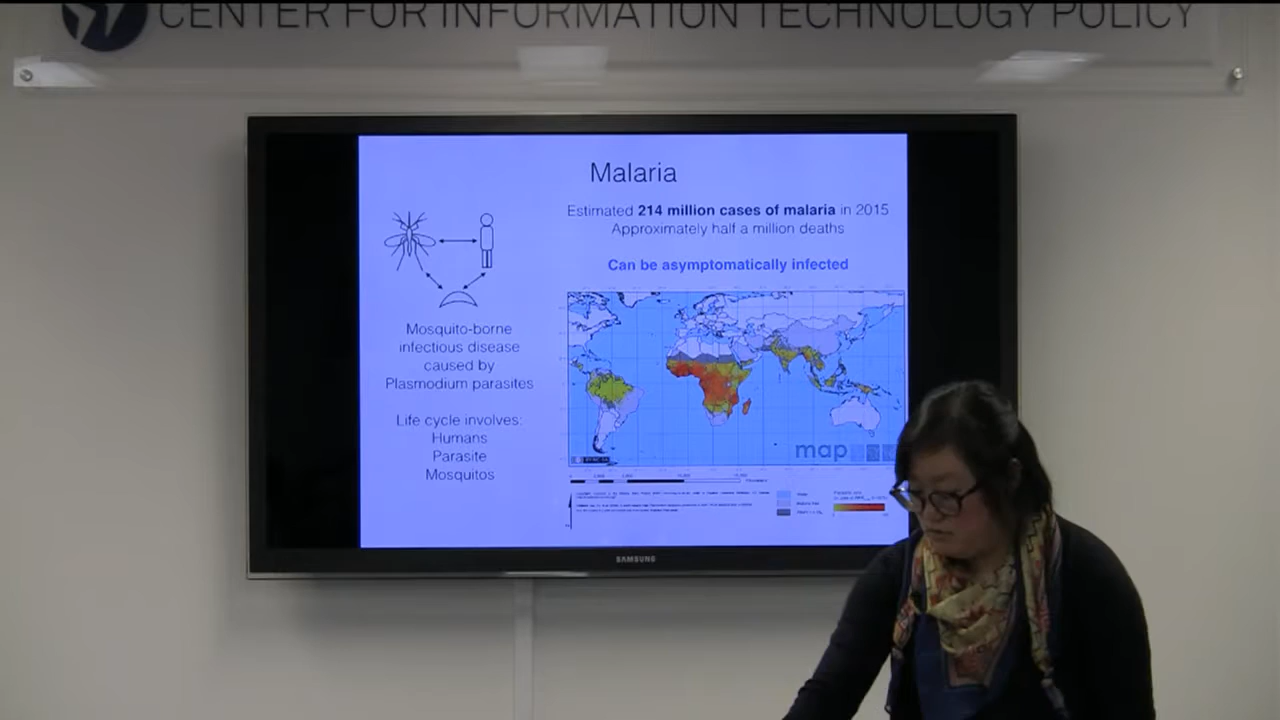 CENTER FOR INFORMATION TECHNOLOGY POLICY
Malaria
Estimated 214 million cases of malaria in 2015
Approximately half a million deaths
Can be asymptomatically infected
Mosquito-borne
infectious disease
caused by
Plasmodium parasites
Life cycle involves:
Humans
Parasite
Mosquitos
map
SAMSUNG